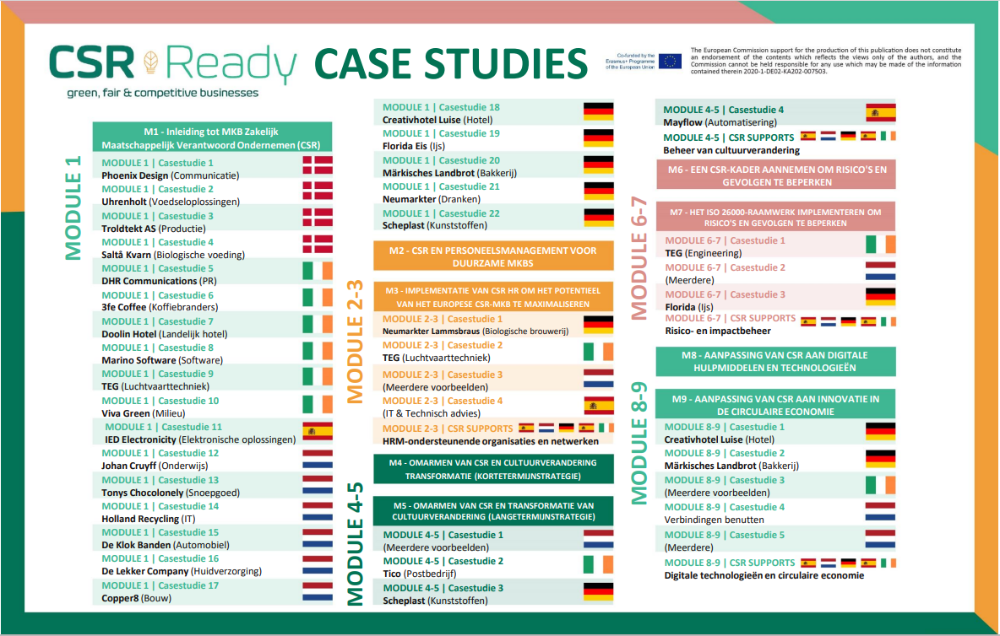 CSR Ready
green, fair & competitive businesses
CASE STUDIES
Co-funded by the
Erasmus+ Programme
of the European Union
The European Commission support for the production of this publication does not constitute
an endorsement of the contents which reflects the views only of the authors, and the
Commission cannot be held responsible for any use which may be made of the information
contained therein 2020-1-DE02-KA202-007503.
MODULE 1
M1 - Inleiding tot MKB Zakelijk
Maatschappelijk Verantwoord Ondernemen (CSR)
MODULE 1 | Casestudie 1
Phoenix Design (Communicatie)
MODULE 1 | Casestudie 2
Uhrenholt (Voedseloplossingen)
MODULE 1 | Casestudie 3
Troldtekt AS (Productie)
MODULE 1 | Casestudie 4
Saltå Kvarn (Biologische voeding)
MODULE 1 | Casestudie 5
DHR Communications (PR)
MODULE 1 | Casestudie 6
3fe Coffee (Koffiebranders)
MODULE 1 | Casestudie 7
Doolin Hotel (Landelijk hotel)
MODULE 1 | Casestudie 8
Marino Software (Software)
MODULE 1 | Casestudie 9
TEG (Luchtvaarttechniek)
MODULE 1 | Casestudie 10
Viva Green (Milieu)
MODULE 1 | Casestudie 11
IED Electronicity (Elektronische oplossingen)
MODULE 1 | Casestudie 12
Johan Cruyff (Onderwijs)
MODULE 1 | Casestudie 13
Tonys Chocolonely (Snoepgoed)
MODULE 1 | Casestudie 14
Holland Recycling (IT)
MODULE 1 | Casestudie 15
De Klok Banden (Automobiel)
MODULE 1 | Casestudie 16
De Lekker Company (Huidverzorging)
MODULE 1 | Casestudie 17
Copper8 (Bouw)
MODULE 1 | Casestudie 18
Creativhotel Luise (Hotel)
MODULE 1 | Casestudie 19
Florida Eis (Ijs)
MODULE 1 | Casestudie 20
Märkisches Landbrot (Bakkerij)
MODULE 1 | Casestudie 21
Neumarkter (Dranken)
MODULE 1 | Casestudie 22
Scheplast (Kunststoffen)
MODULE 2-3
M2 - CSR EN PERSONEELSMANAGEMENT VOOR
DUURZAME MKBS
M3 - IMPLEMENTATIE VAN CSR HR OM HET POTENTIEEL
VAN HET EUROPESE CSR-MKB TE MAXIMALISEREN
MODULE 2-3 | Casestudie 1
Neumarkter Lammsbraus (Biologische brouwerij)
MODULE 2-3 | Casestudie 2
TEG (Luchtvaarttechniek)
MODULE 2-3 | Casestudie 3
(Meerdere voorbeelden)
MODULE 2-3 | Casestudie 4
(IT & Technisch advies)
MODULE 2-3 | CSR SUPPORTS
HRM-ondersteunende organisaties en netwerken
MODULE 4-5
M4 - OMARMEN VAN CSR EN CULTUURVERANDERING
TRANSFORMATIE (KORTETERMIJNSTRATEGIE)
M5 - OMARMEN VAN CSR EN TRANSFORMATIE VAN
CULTUURVERANDERING (LANGETERMIJNSTRATEGIE)
MODULE 4-5 | Casestudie 1
(Meerdere voorbeelden)
MODULE 4-5 | Casestudie 2
Tico (Postbedrijf)
MODULE 4-5 | Casestudie 3
Scheplast (Kunststoffen)
MODULE 4-5 | Casestudie 4
Mayflow (Automatisering)
MODULE 4-5 | CSR SUPPORTS
Beheer van cultuurverandering
MODULE 6-7
M6 - EEN CSR-KADER AANNEMEN OM RISICO'S EN
GEVOLGEN TE BEPERKEN
M7 - HET ISO 26000-RAAMWERK IMPLEMENTEREN OM
RISICO'S EN GEVOLGEN TE BEPERKEN
MODULE 6-7 | Casestudie 1
TEG (Engineering)
MODULE 6-7 | Casestudie 2
(Meerdere)
MODULE 6-7 | Casestudie 3
Florida (Ijs)
MODULE 6-7 | CSR SUPPORTS
Risico- en impactbeheer
MODULE 8-9
M8 - AANPASSING VAN CSR AAN DIGITALE
HULPMIDDELEN EN TECHNOLOGIEËN
M9 - AANPASSING VAN CSR AAN INNOVATIE IN
DE CIRCULAIRE ECONOMIE
MODULE 8-9 | Casestudie 1
Creativhotel Luise (Hotel)
MODULE 8-9 | Casestudie 2
Märkisches Landbrot (Bakkerij)
MODULE 8-9 | Casestudie 3
(Meerdere voorbeelden)
MODULE 8-9 | Casestudie 4
Verbindingen benutten
MODULE 8-9 | Casestudie 5
(Meerdere)
MODULE 8-9 | CSR SUPPORTS
Digitale technologieën en circulaire economie